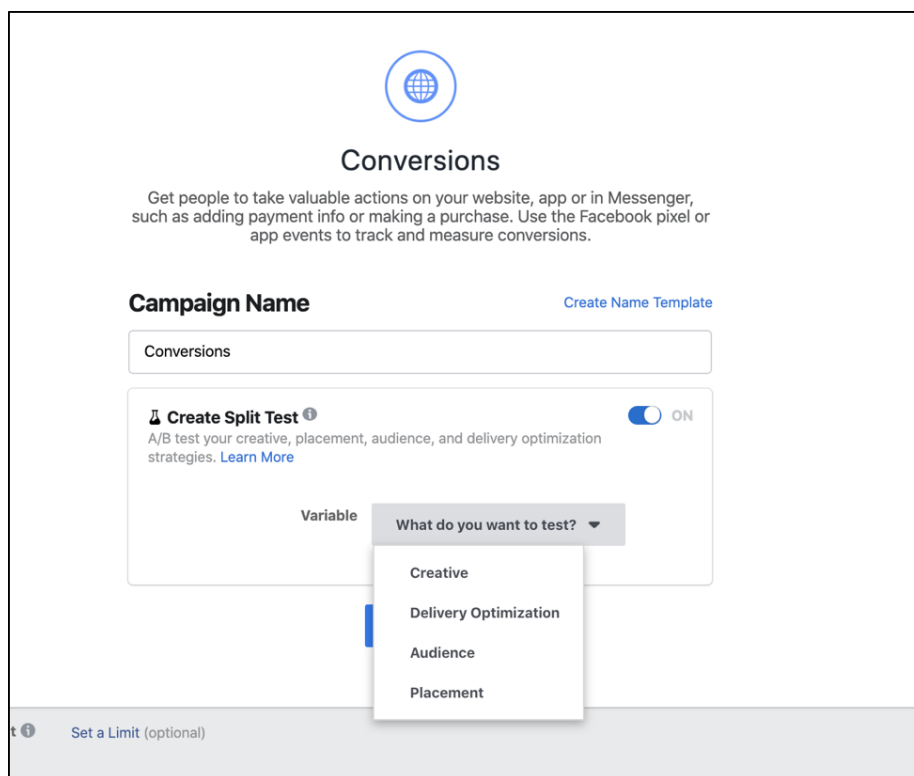 Conversions
Get people to take valuable actions on your website, app or in Messenger,
such as adding payment info or making a purchase. Use the Facebook pixel or
app events to track and measure conversions.
Campaign Name
Create Name Template
Conversions
Create Split Test
ON
A/B test your creative, placement, audience, and delivery optimization
strategies. Learn More
Variable
What do you want to test?
Creative
Delivery Optimization
Audience
Placement
t
Set a Limit (optional)